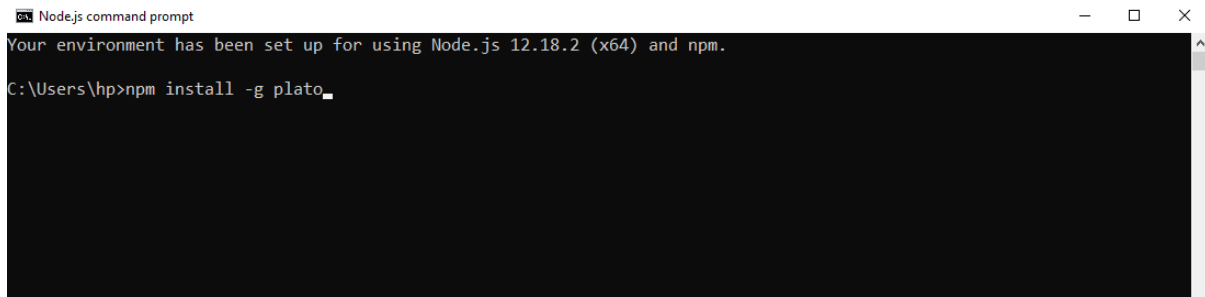 Node.js command prompt
Your environment has been set up for using Node.js 12.18.2 (x64) and npm.
C:\Users\hp>npm install -g plato